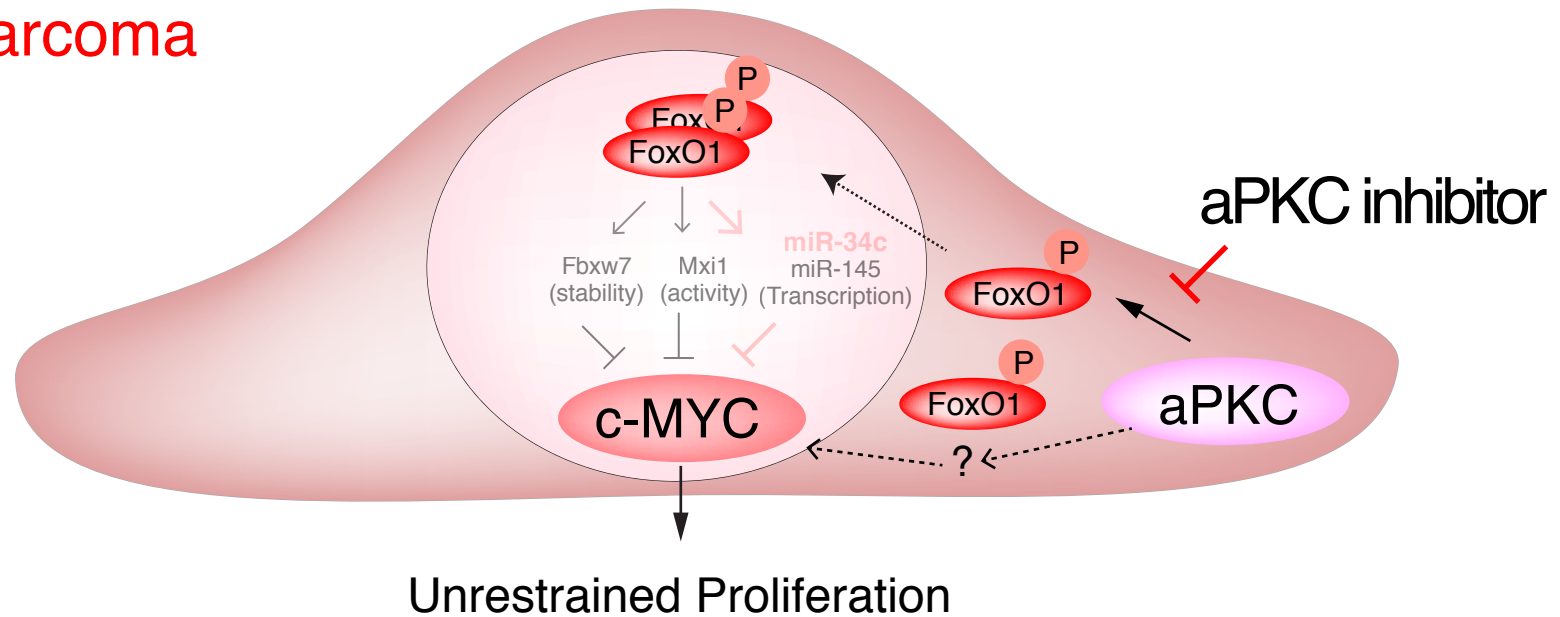 arcoma
P
P
FoxO1
FoxO1
aPKC inhibitor
P
miR-34c
Fbxw7
Mxi1
miR-145
(stability)
(activity)
(Transcription)
FoxO1
P
FoxO1
aPKC
c-MYC
?
Unrestrained Proliferation